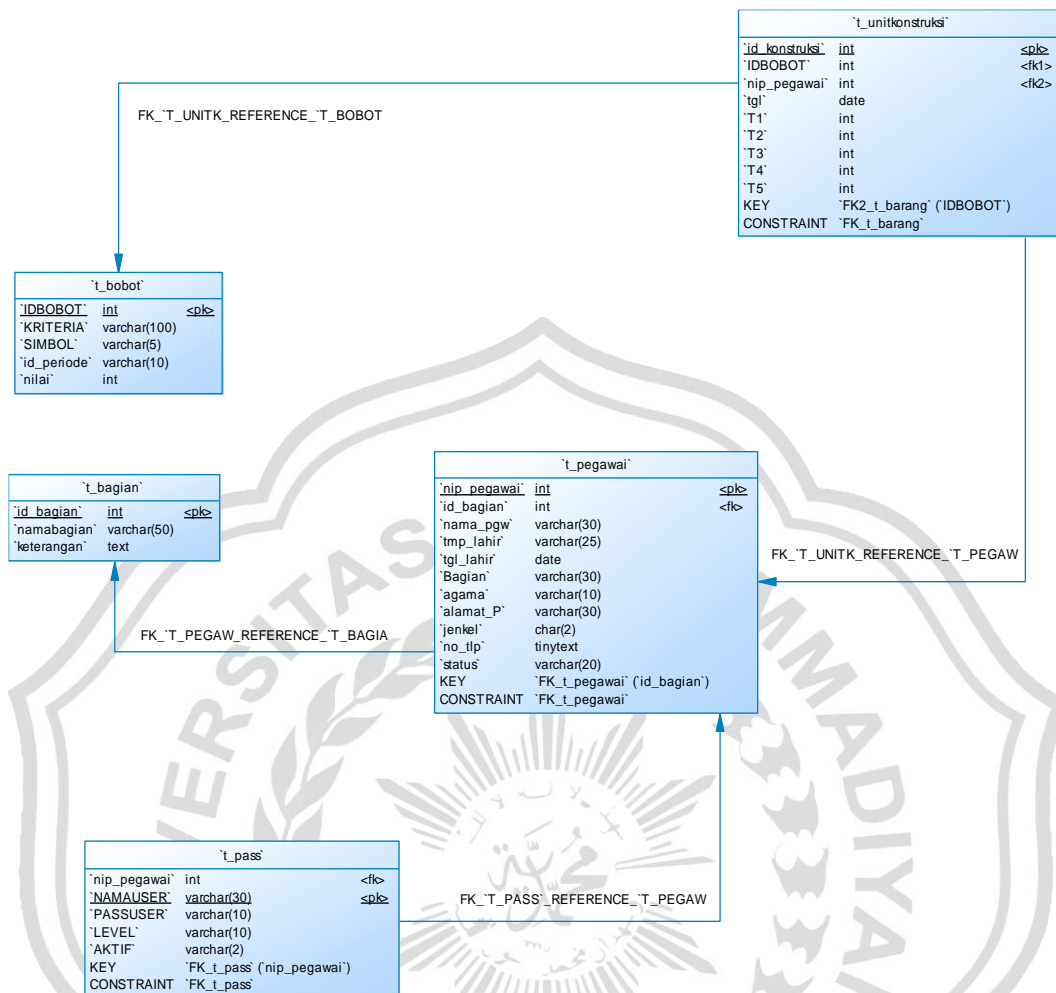 `t_unitkonstruksi`
`id_konstruksi` int <pk>
`IDBOBOT` int <fk1>
`nip_pegawai` int <fk2>
`tgl` date
`T1` int
`T2` int
`T3` int
`T4` int
`T5` int
KEY `FK2_t_barang` (`IDBOBOT`)
CONSTRAINT `FK_t_barang`
FK_`T_UNITK_REFERENCE_`T_BOBOT
`t_bobot`
`IDBOBOT` int <pk>
`KRITERIA` varchar(100)
`SIMBOL` varchar(5)
`id_periode` varchar(10)
`nilai` int
`t_bagian`
`id_bagian` int <pk>
`namabagian` varchar(50)
`keterangan` text
`t_pegawai`
`nip_pegawai` int <pk>
`id_bagian` int <fk>
`nama_pgw` varchar(30)
`tmp_lahir` varchar(25)
`tgl_lahir` date
`Bagian` varchar(30)
`agama` varchar(10)
`alamat_P` varchar(30)
`jenkel` char(2)
`no_tlp` tinytext
`status` varchar(20)
KEY `FK_t_pegawai` (`id_bagian`)
CONSTRAINT `FK_t_pegawai`
FK_`T_UNITK_REFERENCE_`T_PEGAW
FK_`T_PEGAW_REFERENCE_`T_BAGIA
`t_pass`
`nip_pegawai` int <fk>
`NAMAUSER` varchar(30) <pk>
`PASSUSER` varchar(10)
`LEVEL` varchar(10)
`AKTIF` varchar(2)
KEY `FK_t_pass` (`nip_pegawai`)
CONSTRAINT `FK_t_pass`
FK_`T_PASS`_REFERENCE_`T_PEGAW